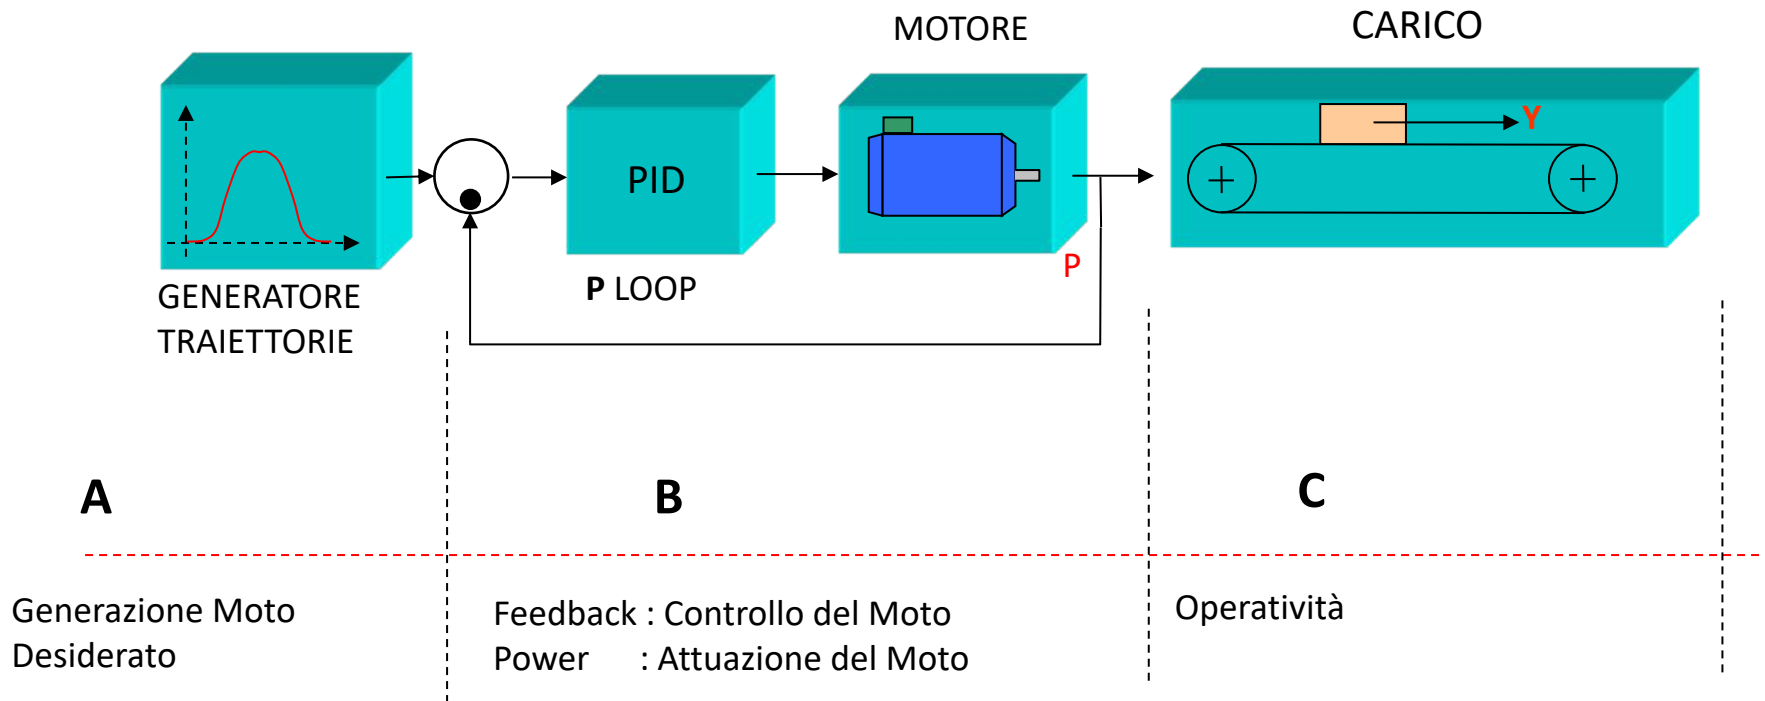 MOTORE
CARICO
Y
PID
P
P LOOP
GENERATORE
TRAIETTORIE
A
B
C
Generazione Moto
Desiderato
Feedback : Controllo del Moto
Power : Attuazione del Moto
Operatività